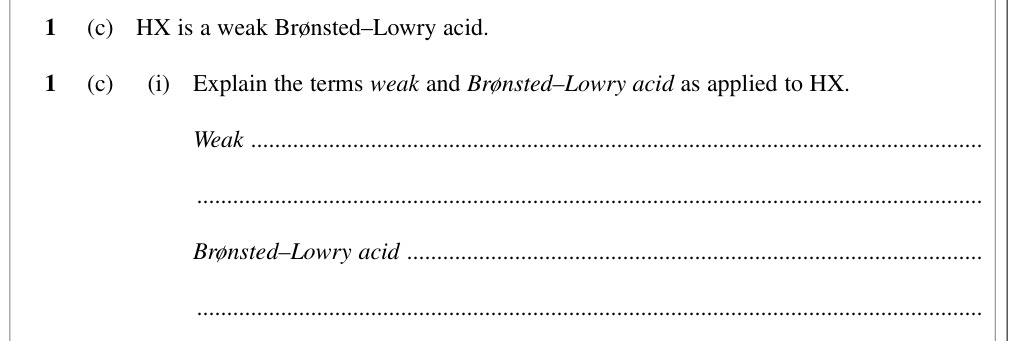 1 (c) HX is a weak Brønsted–Lowry acid.
1 (c) (i) Explain the terms weak and Brønsted–Lowry acid as applied to HX.
Weak ..........................................................................................................................
...................................................................................................................................
Brønsted–Lowry acid ................................................................................................
...................................................................................................................................